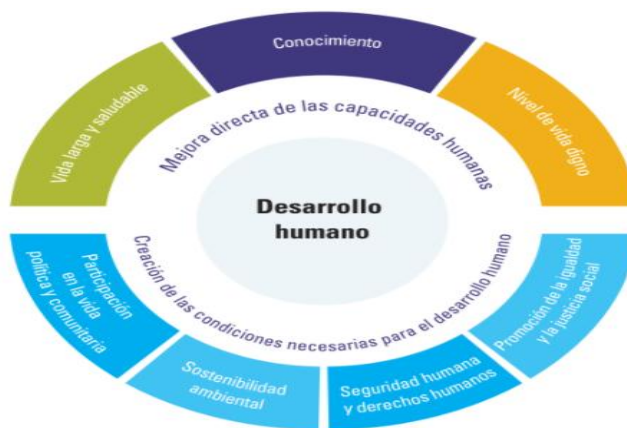 Conocimiento
Vida larga y saludable
Nivel de vida digno
Mejora directa de las capacidades humanas
Desarrollo
humano
Creación de las condiciones necesarias para el desarrollo humano
Participación
en la vida
política y comunitaria
Sostenibilidad
ambiental
Seguridad humana
y derechos humanos
Promoción de la igualdad
y la justicia social